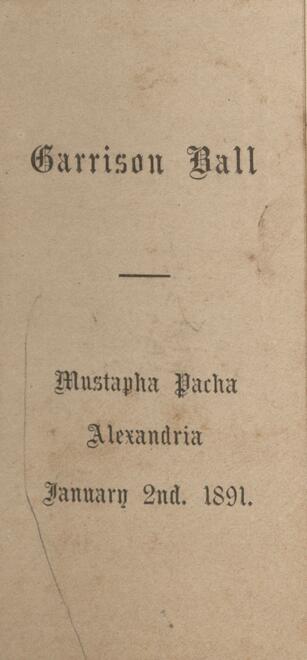 Garrison Ball
Mustapha Pacha
Alexandria
January 2nd. 1891.